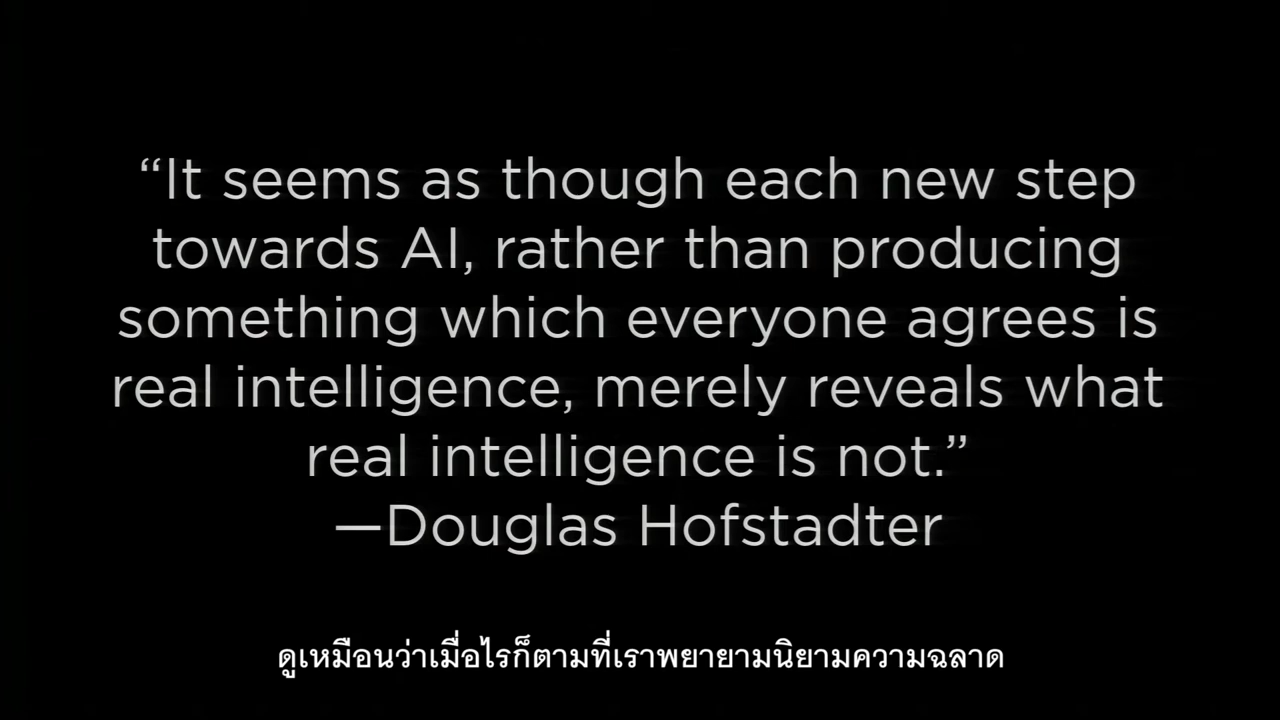 “It seems as though each new step
towards AI, rather than producing
something which everyone agrees is
real intelligence, merely reveals what
real intelligence is not.”
—Douglas Hofstadter
ดูเหมือนว่าเมื่อไรก็ตามที่เราพยายามนิยามความฉลาด